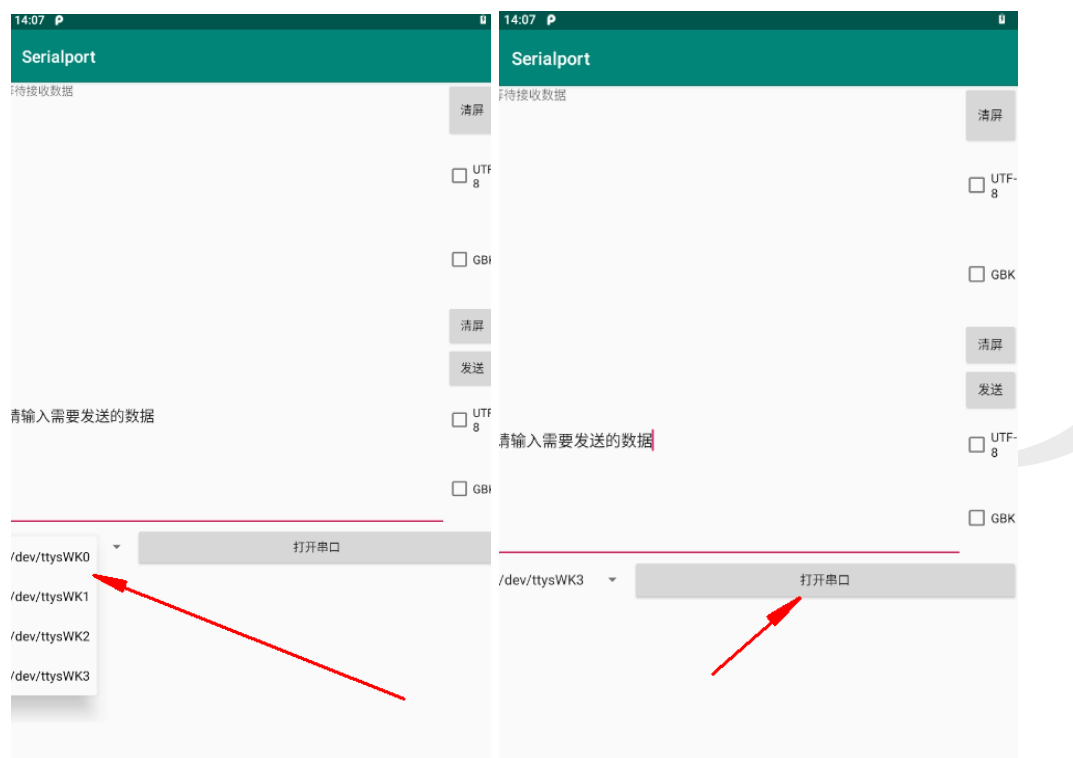 14:07
Serialport
等待接收数据
清屏
UTF
8
GBK
清屏
发送
请输入需要发送的数据
UTF
8
GBK
打开串口
/dev/ttysWK0
/dev/ttysWK1
/dev/ttysWK2
/dev/ttysWK3
14:07
Serialport
等待接收数据
清屏
UTF-
8
GBK
清屏
发送
请输入需要发送的数据
UTF-
8
GBK
/dev/ttysWK3
打开串口